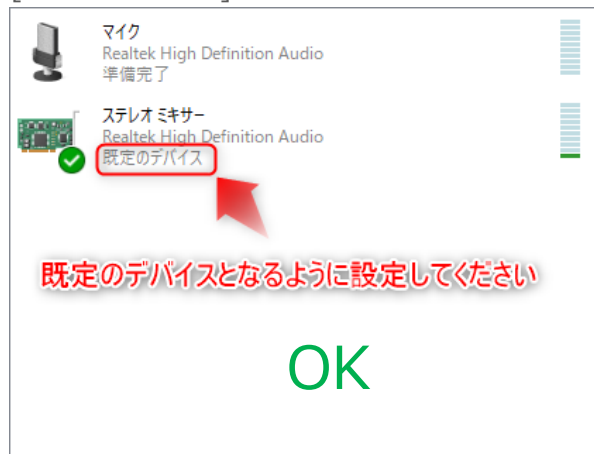 マイク
Realtek High Definition Audio
準備完了
ステレオ ミキサー
Realtek High Definition Audio
既定のデバイス
既定のデバイスとなるように設定してください
OK